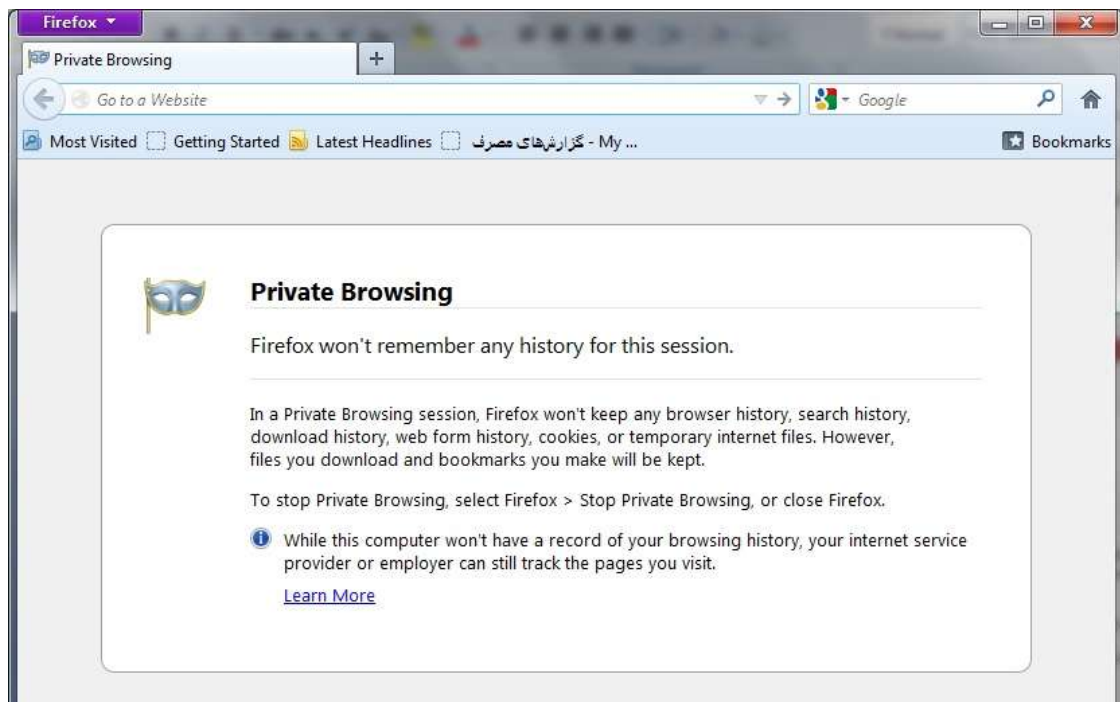 Firefox
Private Browsing
Go to a Website
Google
Most Visited Getting Started Latest Headlines گزارش‌های مصرف - My ... Bookmarks
Private Browsing
Firefox won't remember any history for this session.
In a Private Browsing session, Firefox won't keep any browser history, search history,
download history, web form history, cookies, or temporary internet files. However,
files you download and bookmarks you make will be kept.
To stop Private Browsing, select Firefox > Stop Private Browsing, or close Firefox.
While this computer won't have a record of your browsing history, your internet service
provider or employer can still track the pages you visit.
Learn More